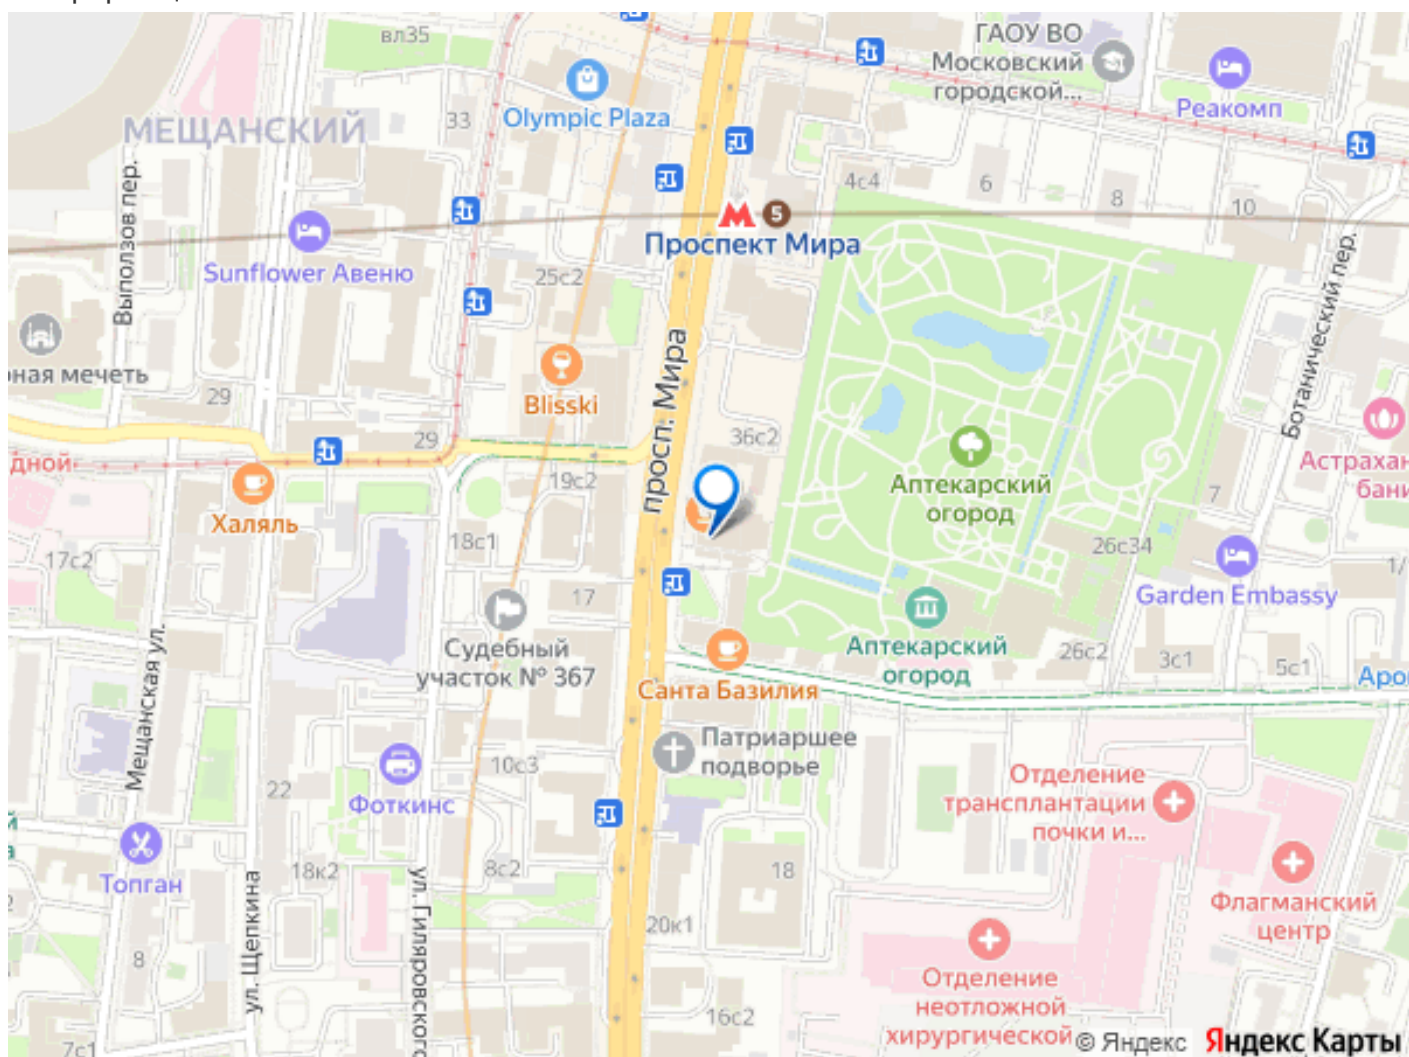 вл35
ГАОУ ВО
Московский
городской...
Реакомп
Olympic Plaza
33
МЕЩАНСКИЙ
Выползов пер.
4с4
6
8
10
5
Проспект Мира
Sunflower Авеню
25с2
Ботанический пер.
ная мечеть
29
Blisski
просп. Мира
36с2
29
дной
Халяль
19с2
Аптекарский
огород
7
Астрахан
бани
17с2
18с1
26с34
1/
Garden Embassy
17
Судебный
участок № 367
Мещанская ул.
Аптекарский
огород
26с2
3с1
5с1
Санта Базилия
Аро
Патриаршее
подворье
10с3
22
Фоткинс
Отделение
трансплантации
почки и...
й
а
Топган
18к2
8с2
18
ул. Щепкина
ул. Гиляровского
20к1
Флагманский
центр
8
Отделение
неотложной
хирургической
16с2
7с1
© Яндекс Яндекс Карты